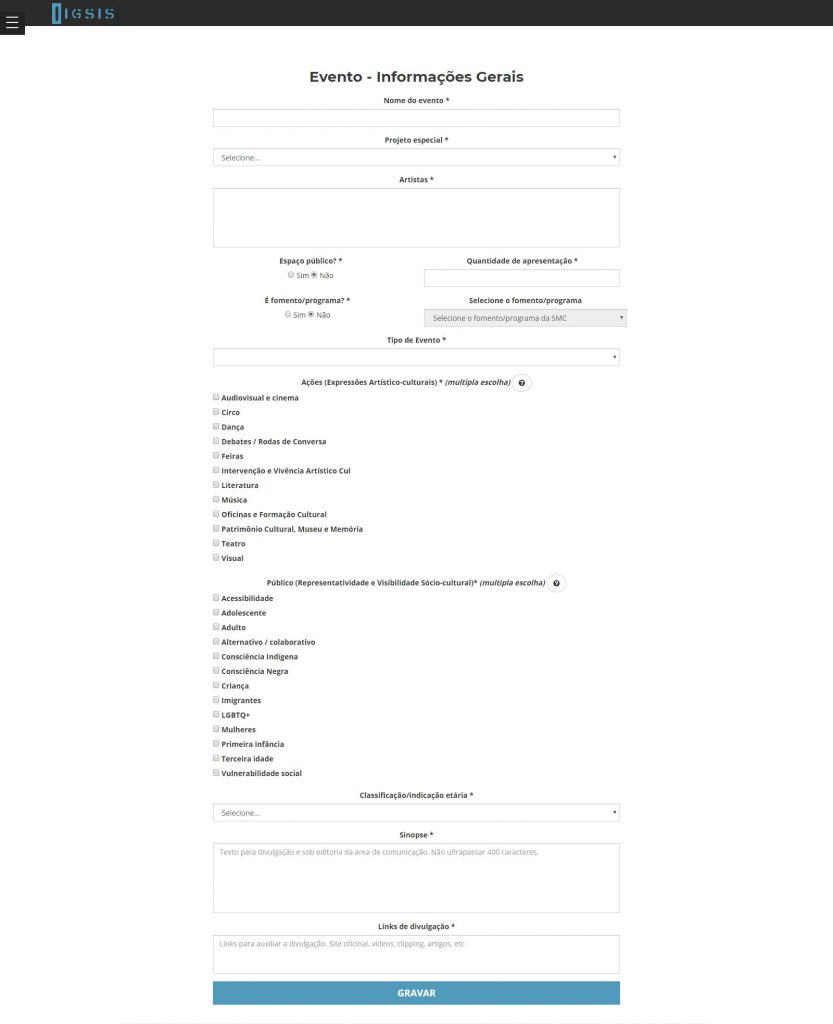 IGSIS
Evento - Informações Gerais
Nome do evento *
Projeto especial *
Selecione...
Artistas *
Espaço público? * Quantidade de apresentação *
Sim Não
É fomento/programa? * Selecione o fomento/programa
Sim Não Selecione o fomento/programa da SMC
Tipo de Evento *
Ações (Expressões Artístico-culturais) * (multipla escolha)
Audiovisual e cinema
Circo
Dança
Debates / Rodas de Conversa
Feiras
Intervenção e Vivência Artístico Cul
Literatura
Música
Oficinas e Formação Cultural
Patrimônio Cultural, Museu e Memória
Teatro
Visual
Público (Representatividade e Visibilidade Sócio-cultural)* (multipla escolha)
Acessibilidade
Adolescente
Adulto
Alternativo / colaborativo
Consciência Indígena
Consciência Negra
Criança
Imigrantes
LGBTQ+
Mulheres
Primeira infância
Terceira idade
Vulnerabilidade social
Classificação/indicação etária *
Selecione...
Sinopse *
Texto para divulgação e sob editoria da area de comunicação. Não ultrapassar 400 caracteres.
Links de divulgação *
Links para auxiliar a divulgação. Site oficinal, vídeos, clipping, artigos, etc
GRAVAR